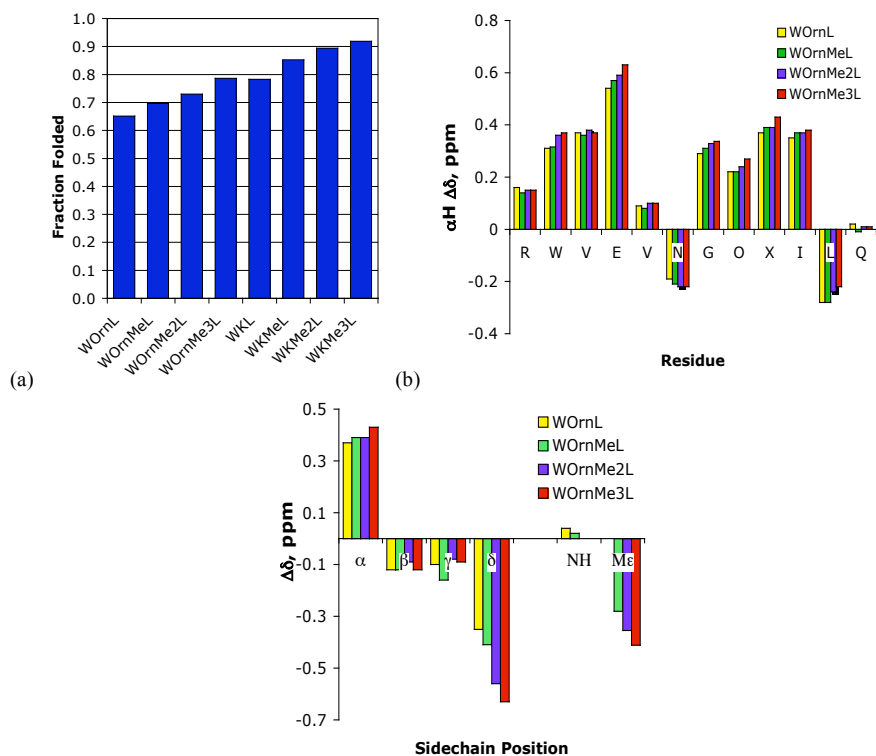 1.0
0.9
0.8
0.7
0.6
0.5
0.4
0.3
0.2
0.1
0.0
Fraction Folded
WOrnL
WOrnMeL
WOrnMe2L
WOrnMe3L
WKL
WKMeL
WKMe2L
WKMe3L
(a)
0.8
0.6
0.4
0.2
0
-0.2
-0.4
αH Δδ, ppm
WOrnL
WOrnMeL
WOrnMe2L
WOrnMe3L
R W V E V N G O X I L Q
Residue
(b)
0.5
0.3
0.1
-0.1
-0.3
-0.5
-0.7
Δδ, ppm
WOrnL
WOrnMeL
WOrnMe2L
WOrnMe3L
α β γ δ NH Με
Sidechain Position